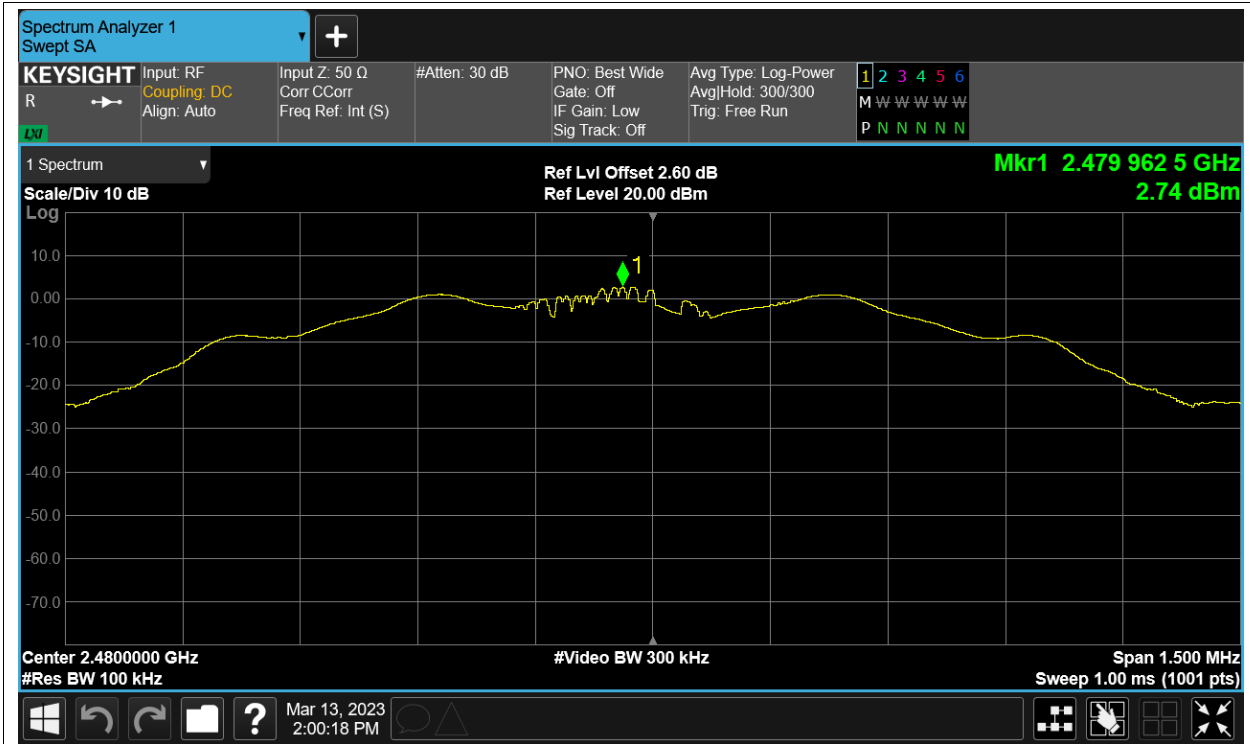 Spectrum Analyzer 1
Swept SA
KEYSIGHT
R
LXI
Input: RF
Coupling: DC
Align: Auto
Input Z: 50 Ω
Corr CCorr
Freq Ref: Int (S)
#Atten: 30 dB
PNO: Best Wide
Gate: Off
IF Gain: Low
Sig Track: Off
Avg Type: Log-Power
Avg|Hold: 300/300
Trig: Free Run
1 2 3 4 5 6
M W W W W W
P N N N N N
1 Spectrum
Scale/Div 10 dB
Log
Ref Lvl Offset 2.60 dB
Ref Level 20.00 dBm
Mkr1 2.479 962 5 GHz
2.74 dBm
1
10.0
0.00
-10.0
-20.0
-30.0
-40.0
-50.0
-60.0
-70.0
Center 2.4800000 GHz
#Res BW 100 kHz
#Video BW 300 kHz
Span 1.500 MHz
Sweep 1.00 ms (1001 pts)
?
Mar 13, 2023
2:00:18 PM